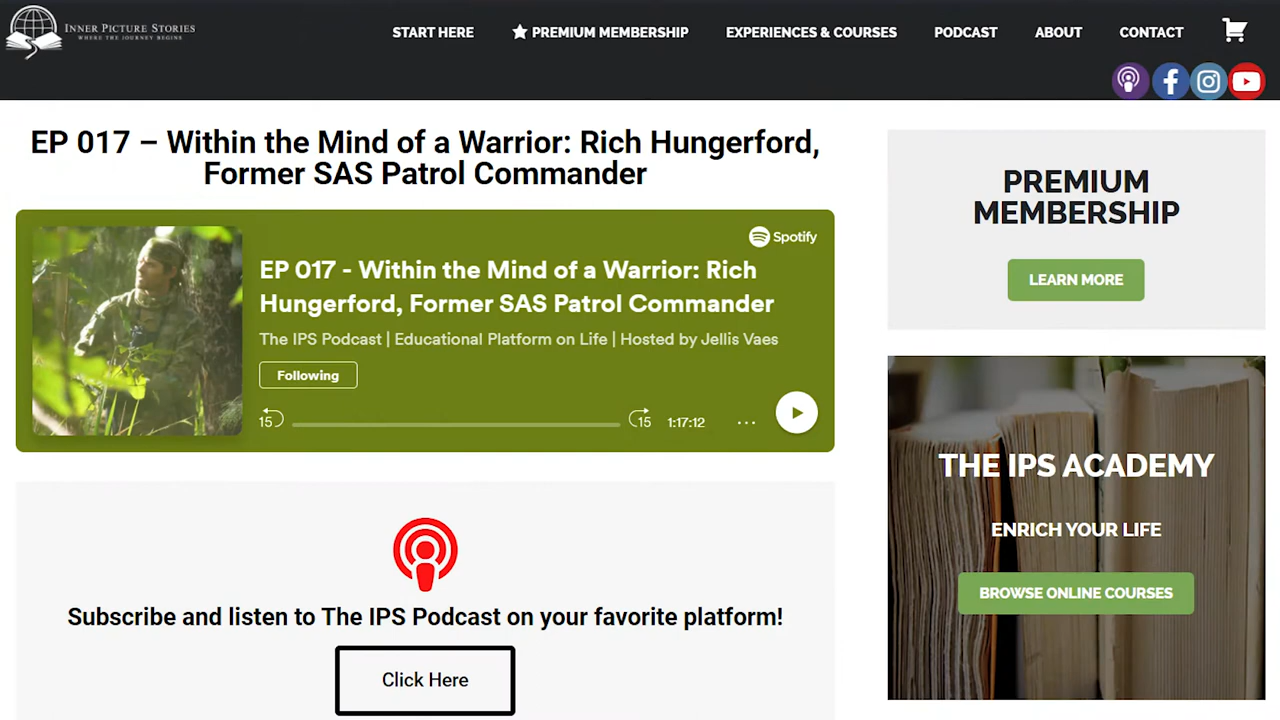 INNER PICTURE STORIES
WHERE THE JOURNEY BEGINS
START HERE
PREMIUM MEMBERSHIP
EXPERIENCES & COURSES
PODCAST
ABOUT
CONTACT
EP 017 – Within the Mind of a Warrior: Rich Hungerford,
Former SAS Patrol Commander
Spotify
EP 017 - Within the Mind of a Warrior: Rich
Hungerford, Former SAS Patrol Commander
The IPS Podcast | Educational Platform on Life | Hosted by Jellis Vaes
Following
15
15
1:17:12
Subscribe and listen to The IPS Podcast on your favorite platform!
Click Here
PREMIUM
MEMBERSHIP
LEARN MORE
THE IPS ACADEMY
ENRICH YOUR LIFE
BROWSE ONLINE COURSES